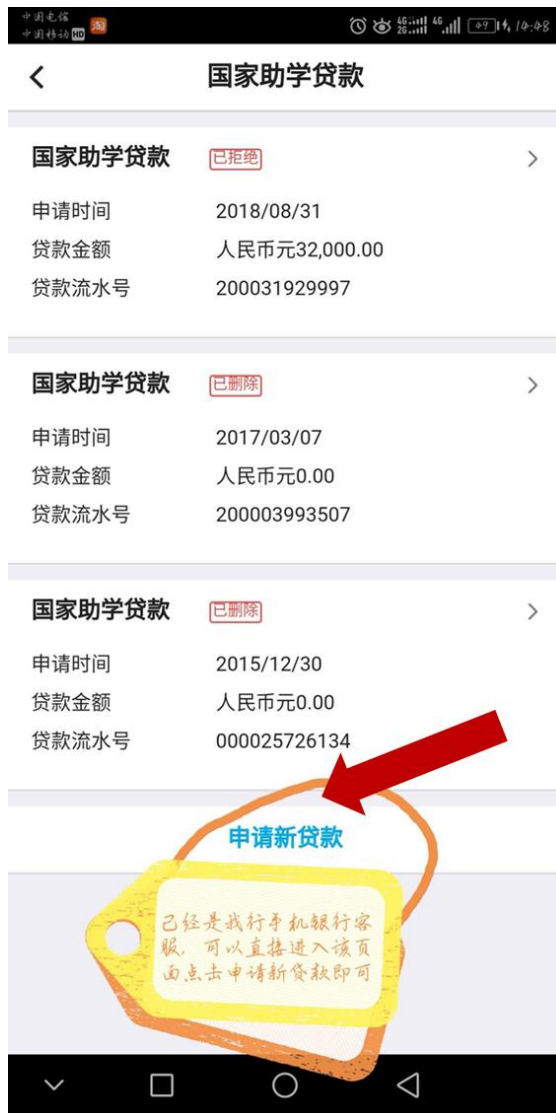 中国电信
中国移动HD 淘 4G 2G 4G 49 14:48
国家助学贷款
国家助学贷款 已拒绝
申请时间 2018/08/31
贷款金额 人民币元32,000.00
贷款流水号 200031929997
国家助学贷款 已删除
申请时间 2017/03/07
贷款金额 人民币元0.00
贷款流水号 200003993507
国家助学贷款 已删除
申请时间 2015/12/30
贷款金额 人民币元0.00
贷款流水号 000025726134
申请新贷款
己经是我行手机银行客
服，可以直接进入该页
面点击申请新贷款即可